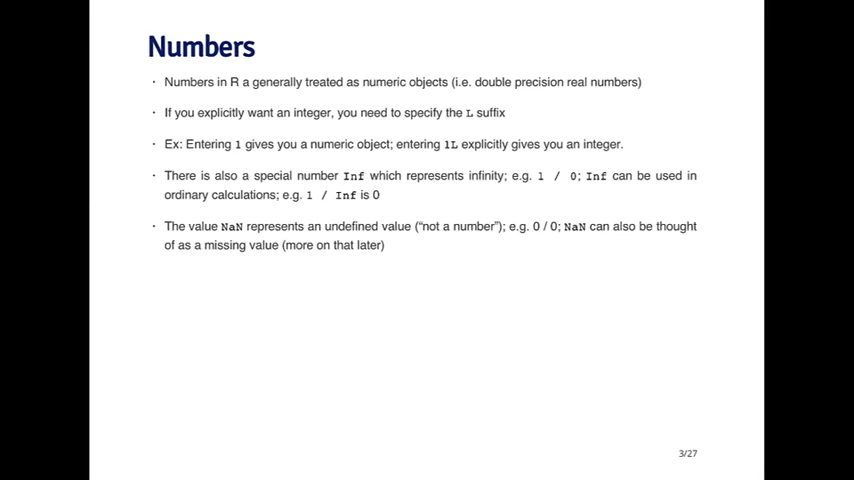 Numbers
· Numbers in R a generally treated as numeric objects (i.e. double precision real numbers)
· If you explicitly want an integer, you need to specify the L suffix
· Ex: Entering 1 gives you a numeric object; entering 1L explicitly gives you an integer.
· There is also a special number Inf which represents infinity; e.g. 1 / 0; Inf can be used in
ordinary calculations; e.g. 1 / Inf is 0
· The value NaN represents an undefined value (“not a number”); e.g. 0 / 0; NaN can also be thought
of as a missing value (more on that later)
3/27